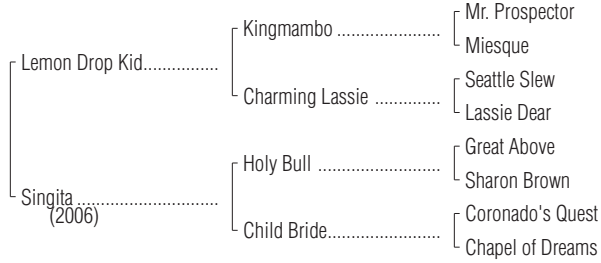 Mr. Prospector
Kingmambo ......................
Miesque
Lemon Drop Kid................
Seattle Slew
Charming Lassie ..............
Lassie Dear
Great Above
Holy Bull ..........................
Sharon Brown
Singita ..............................
(2006)
Coronado's Quest
Child Bride........................
Chapel of Dreams